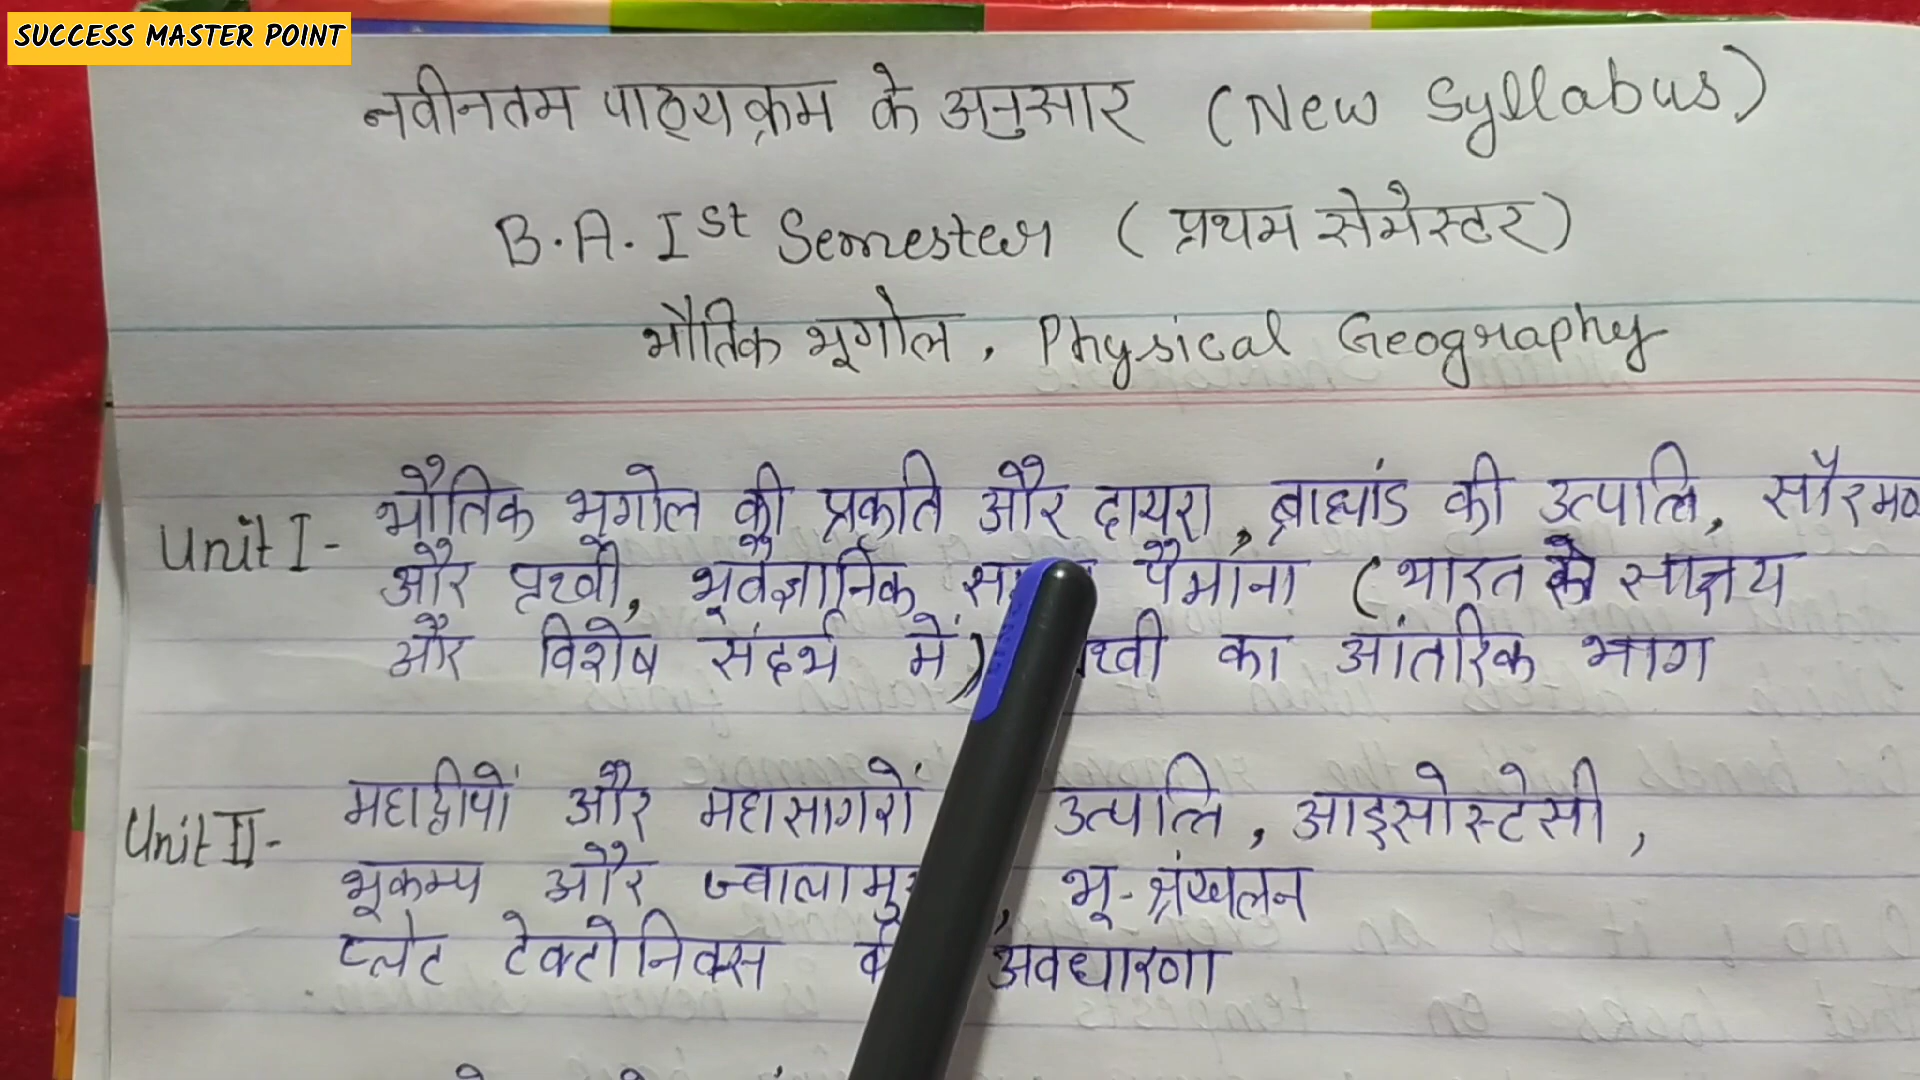 SUCCESS MASTER POINT
नवीनतम पाठ्यक्रम के अनुसार (New Syllabus)
B.A. Ist Semester (प्रथम सेमेस्टर)
भौतिक भूगोल, Physical Geography
Unit I- भौतिक भूगोल की प्रकृति और दायरा, ब्राह्मांड की उत्पत्ति,
और पृथ्वी, भूवैज्ञानिक पैमाना (भारत के साक्ष्य
और विशेष संदर्भ में) का आंतरिक भाग
Unit II- महाद्वीपों और महासागरों उत्पत्ति, आइसोस्टेसी,
भूकम्प और भू-श्रंखलन
प्लेट टेक्टोनिक्स अवधारणा